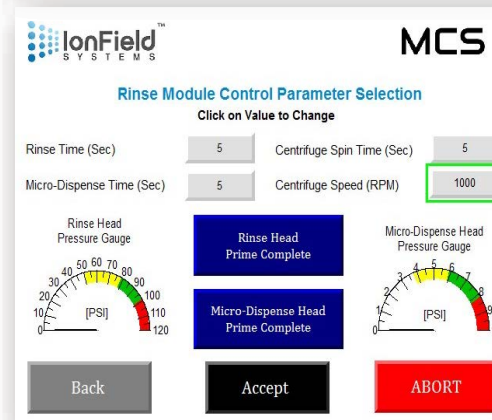 IonField™
SYSTEMS
MCS
Rinse Module Control Parameter Selection
Click on Value to Change
Rinse Time (Sec)
5
Centrifuge Spin Time (Sec)
5
Micro-Dispense Time (Sec)
5
Centrifuge Speed (RPM)
1000
Rinse Head
Pressure Gauge
0 10 20 30 40 50 60 70 80 90 100 110 120
[PSI]
Rinse Head
Prime Complete
Micro-Dispense Head
Prime Complete
Micro-Dispense Head
Pressure Gauge
0 1 2 3 4 5 6 7 8 9
[PSI]
Back
Accept
ABORT